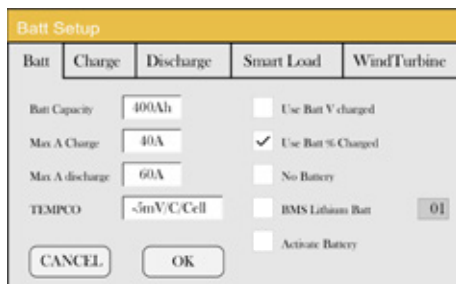 Batt Setup
Batt Charge Discharge Smart Load WindTurbine
Batt Capacity 400Ah Use Batt V charged
Max A Charge 40A ✓ Use Batt % Charged
Max A discharge 60A No Battery
TEMPCO -5mV/C/Cell BMS Lithium Batt 01
Activate Battery
CANCEL OK